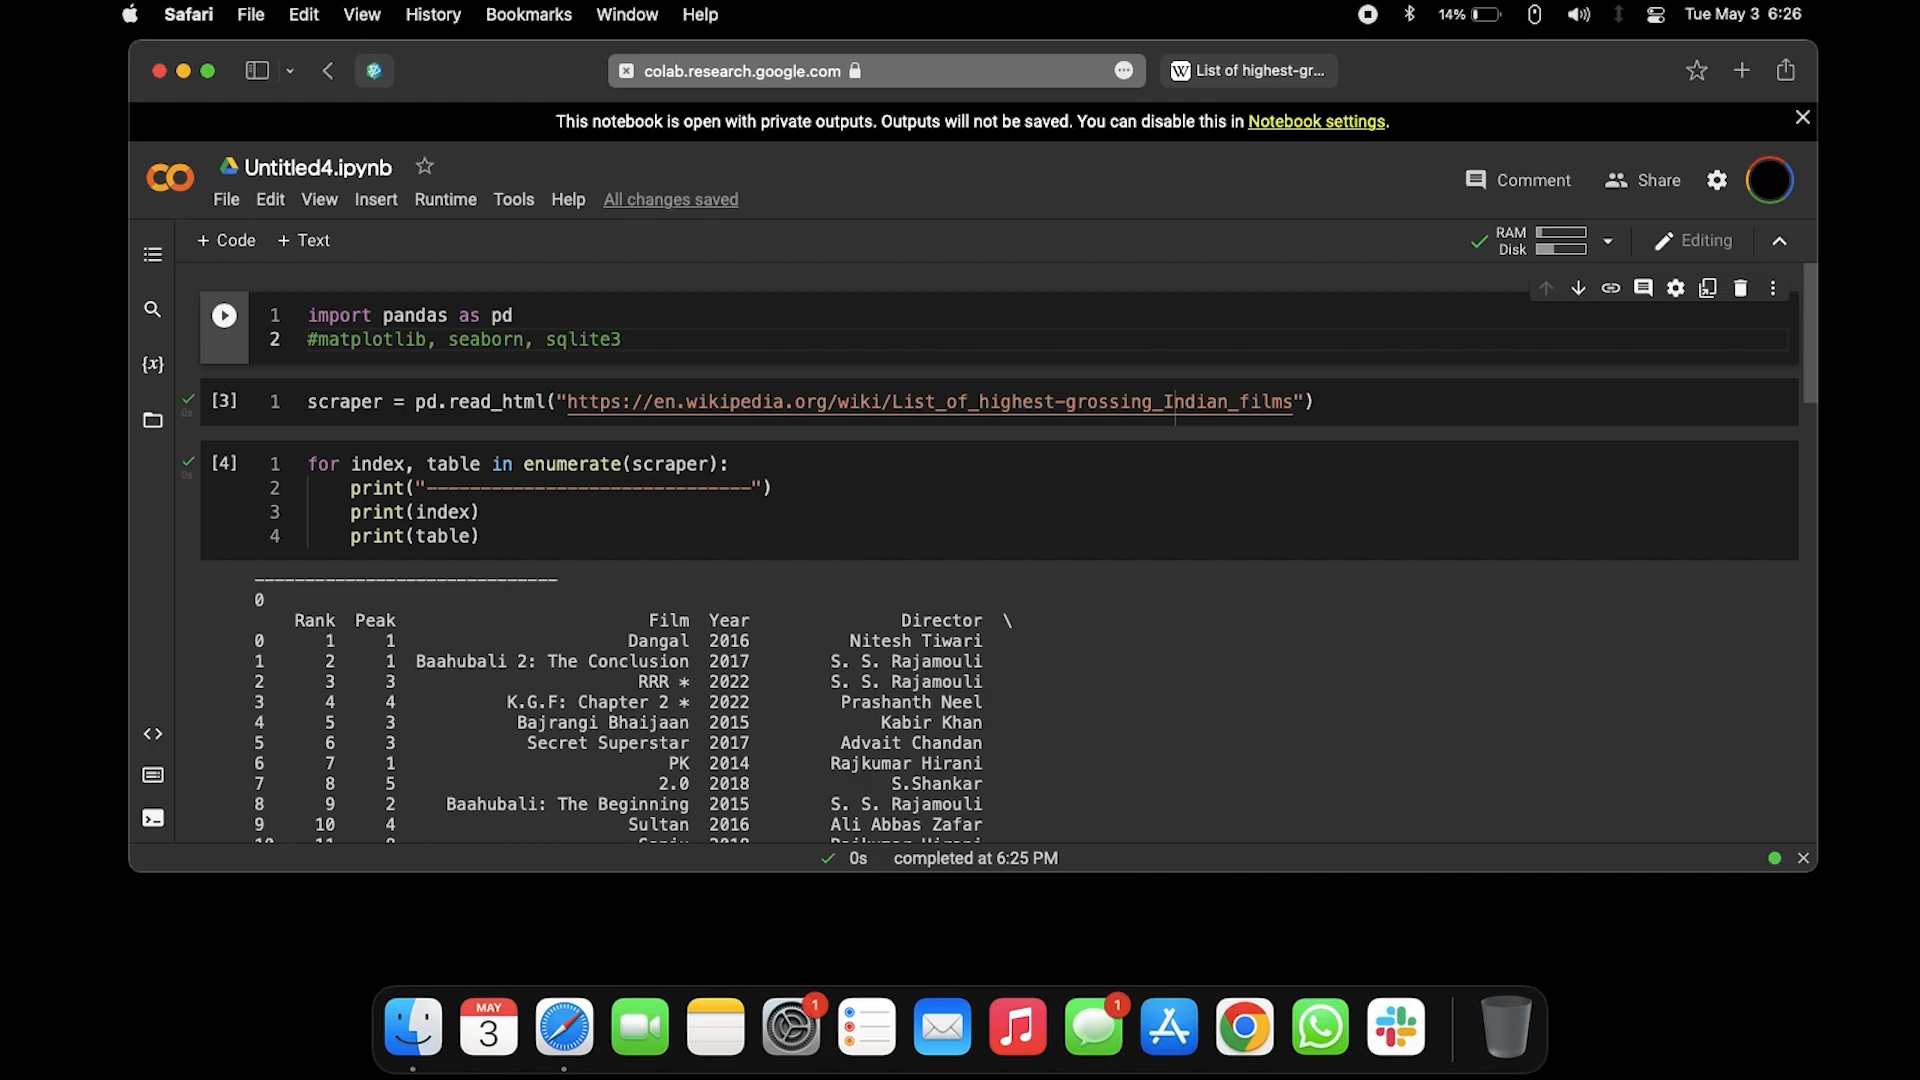 Safari File Edit View History Bookmarks Window Help 14% Tue May 3 6:26
colab.research.google.com List of highest-gr...
This notebook is open with private outputs. Outputs will not be saved. You can disable this in Notebook settings.
CO Untitled4.ipynb
Comment Share
File Edit View Insert Runtime Tools Help All changes saved
+ Code + Text RAM Disk Editing
1 import pandas as pd
2 #matplotlib, seaborn, sqlite3
0s [3] 1 scraper = pd.read_html("https://en.wikipedia.org/wiki/List_of_highest-grossing_Indian_films")
0s [4] 1 for index, table in enumerate(scraper):
2 print("------------------------------")
3 print(index)
4 print(table)
------------------------------
0
Rank Peak Film Year Director \
0 1 1 Dangal 2016 Nitesh Tiwari
1 2 1 Baahubali 2: The Conclusion 2017 S. S. Rajamouli
2 3 3 RRR * 2022 S. S. Rajamouli
3 4 4 K.G.F: Chapter 2 * 2022 Prashanth Neel
4 5 3 Bajrangi Bhaijaan 2015 Kabir Khan
5 6 3 Secret Superstar 2017 Advait Chandan
6 7 1 PK 2014 Rajkumar Hirani
7 8 5 2.0 2018 S.Shankar
8 9 2 Baahubali: The Beginning 2015 S. S. Rajamouli
9 10 4 Sultan 2016 Ali Abbas Zafar
0s completed at 6:25 PM
MAY
3
1
1